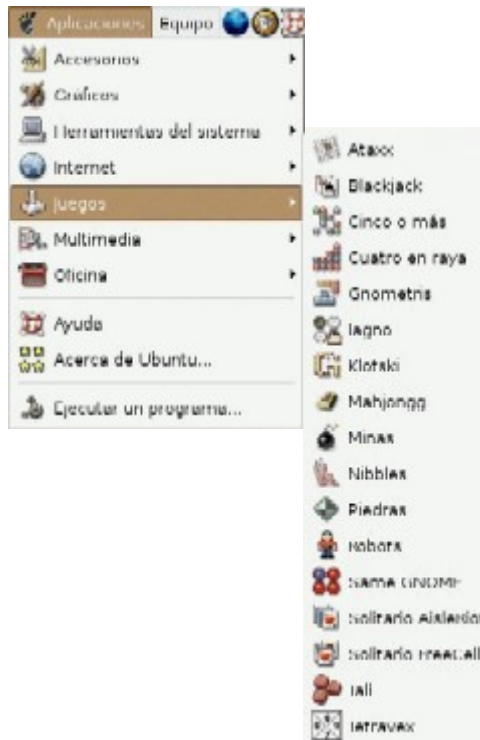 Aplicaciones Equipo
Accesorios
Gráficos
Herramientas del sistema
Internet
Juegos
Multimedia
Oficina
Ayuda
Acerca de Ubuntu...
Ejecutar un programa...
Ataxx
Blackjack
Cinco o más
Cuatro en raya
Gnometris
Iagno
Klotski
Mahjongg
Minas
Nibbles
Piedras
Robots
Same GNOME
Solitario AisleRiot
Solitario FreeCell
Tali
Tetravex